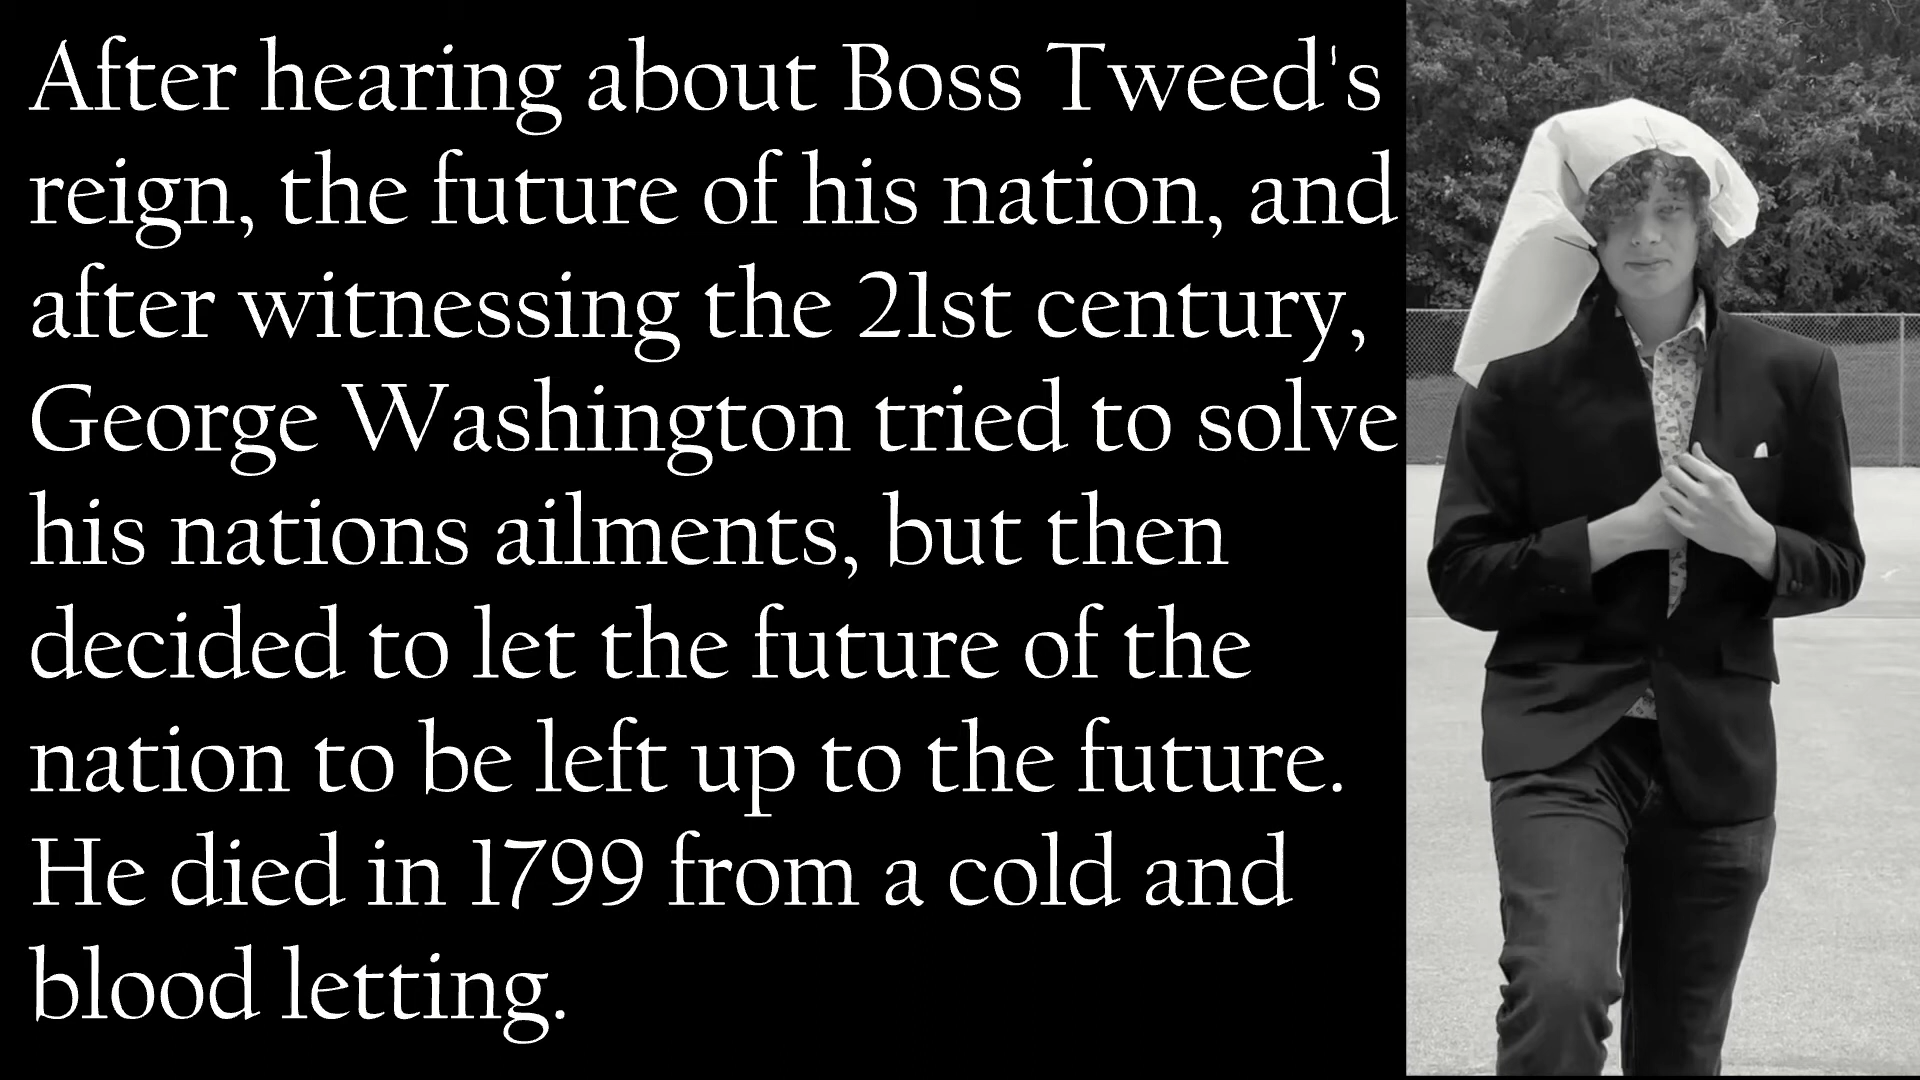 After hearing about Boss Tweed's
reign, the future of his nation, and
after witnessing the 21st century,
George Washington tried to solve
his nations ailments, but then
decided to let the future of the
nation to be left up to the future.
He died in 1799 from a cold and
blood letting.